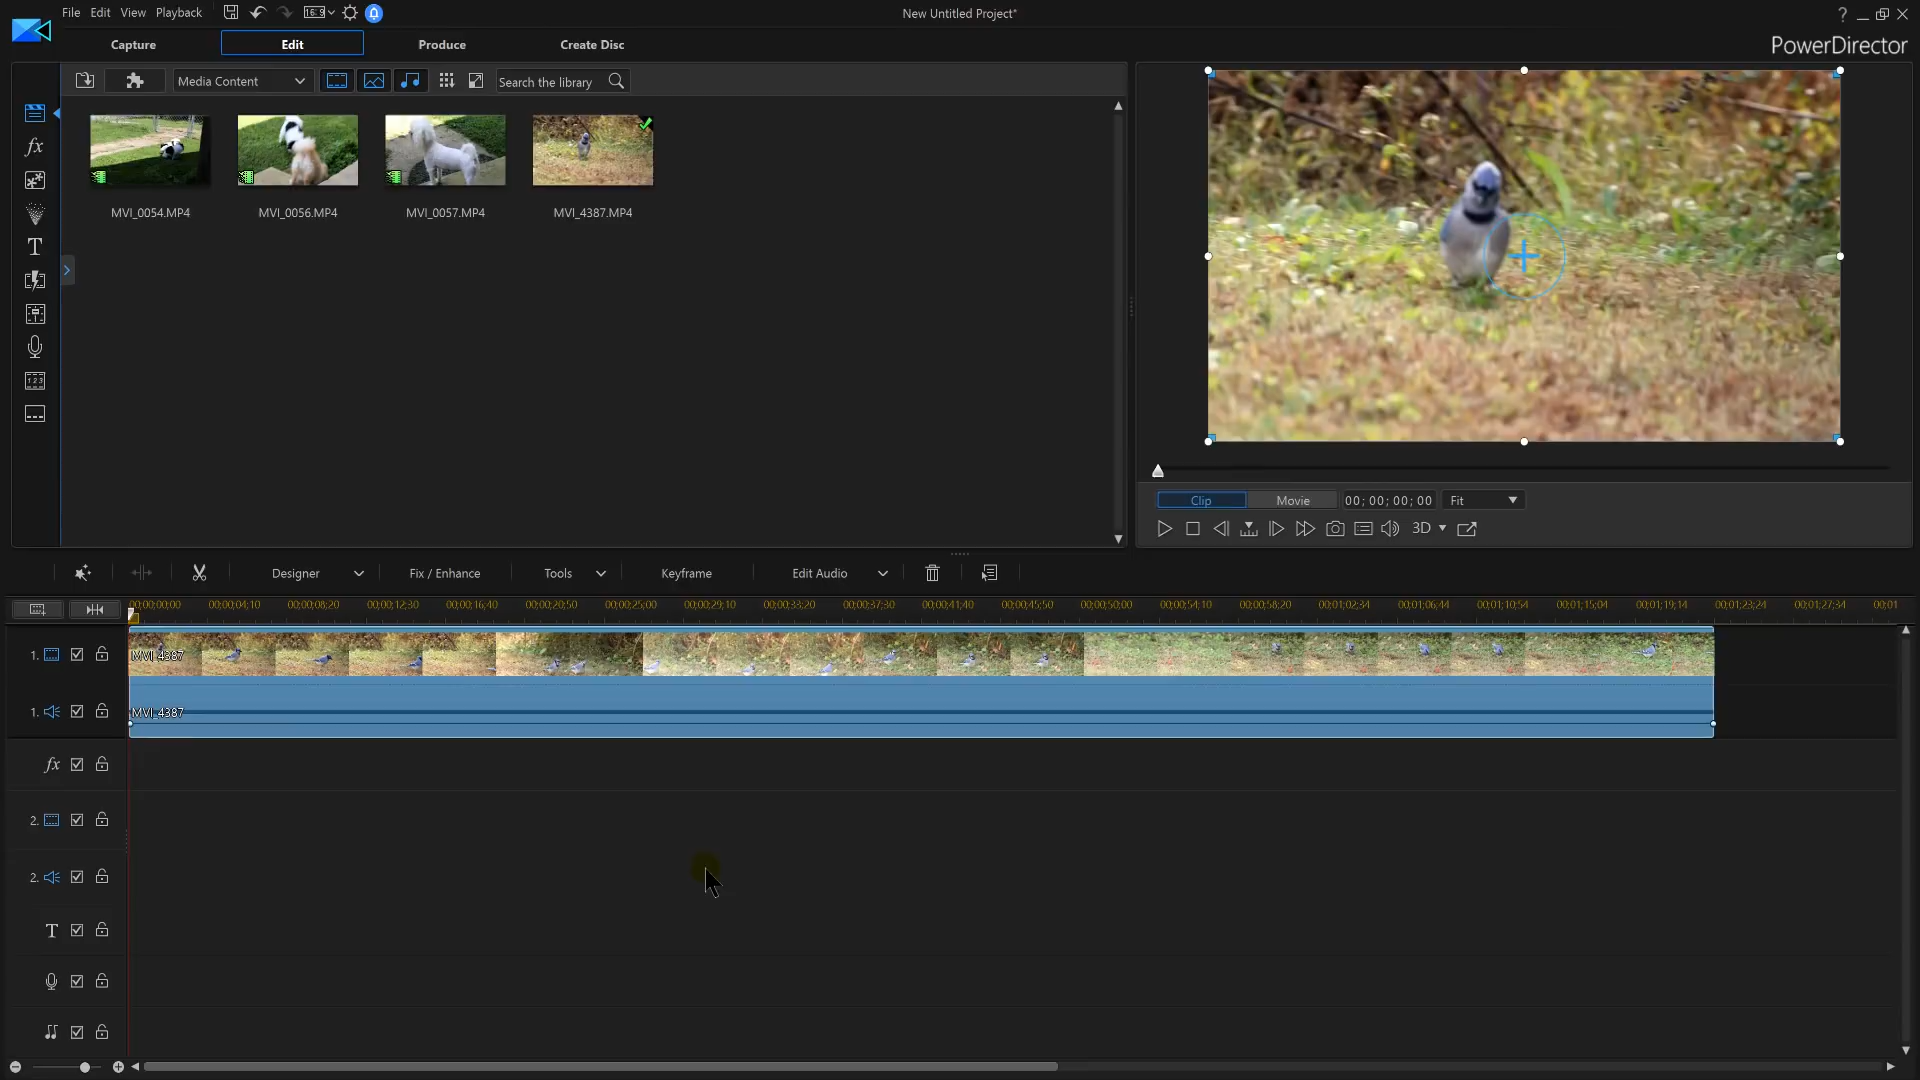 File Edit View Playback 16:9 New Untitled Project* ?
Capture Edit Produce Create Disc PowerDirector
Media Content Search the library
MVI_0054.MP4 MVI_0056.MP4 MVI_0057.MP4 MVI_4387.MP4
fx
T
Clip Movie 00; 00; 00; 00 Fit
3D
Designer Fix / Enhance Tools Keyframe Edit Audio
00;00;00;00 00;00;04;10 00;00;08;20 00;00;12;30 00;00;16;40 00;00;20;50 00;00;25;00 00;00;29;10 00;00;33;20 00;00;37;30 00;00;41;40 00;00;45;50 00;00;50;00 00;00;54;10 00;00;58;20 00;01;02;34 00;01;06;44 00;01;10;54 00;01;15;04 00;01;19;14 00;01;23;24 00;01;27;34 00;01
1. MVI_4387
1. MVI_4387
fx
2.
2.
T